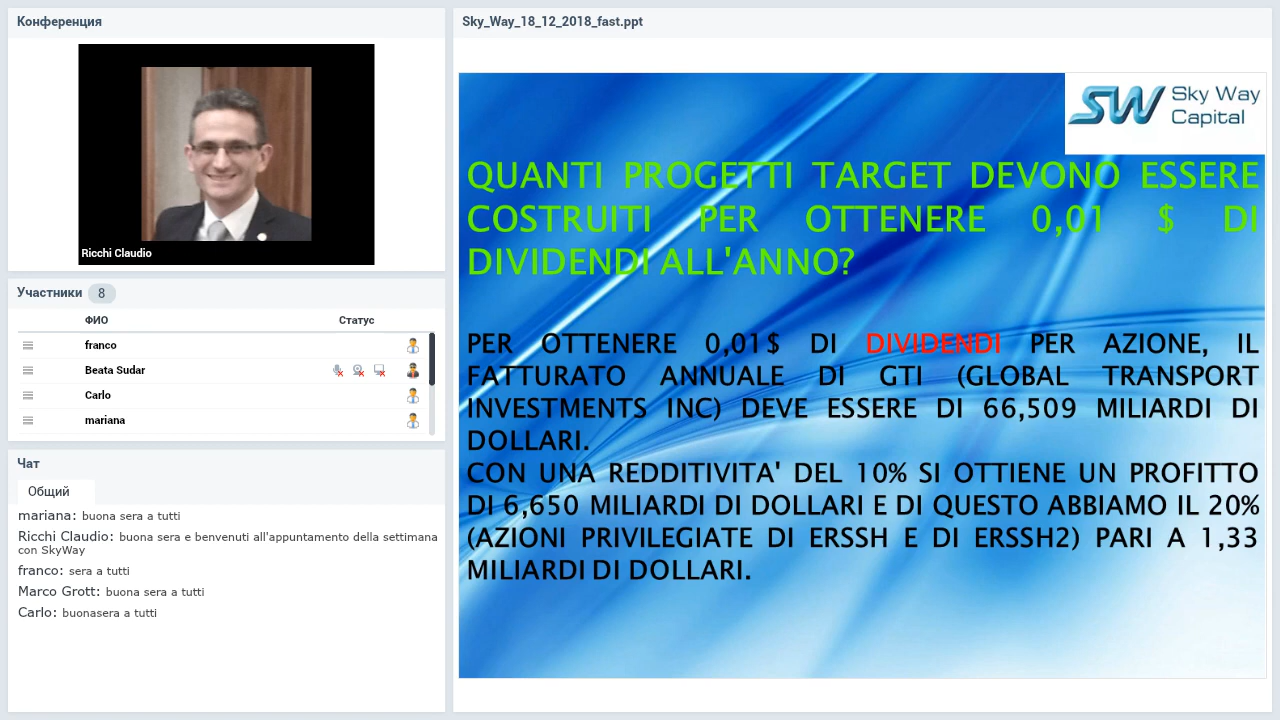 Конференция
Ricchi Claudio
Участники 8
ФИО Статус
franco
Beata Sudar
Carlo
mariana
Чат
Общий
mariana: buona sera a tutti
Ricchi Claudio: buona sera e benvenuti all'appuntamento della settimana
con SkyWay
franco: sera a tutti
Marco Grott: buona sera a tutti
Carlo: buonasera a tutti
Sky_Way_18_12_2018_fast.ppt
SW Sky Way
Capital
QUANTI PROGETTI TARGET DEVONO ESSERE
COSTRUITI PER OTTENERE 0,01 $ DI
DIVIDENDI ALL'ANNO?
PER OTTENERE 0,01$ DI DIVIDENDI PER AZIONE, IL
FATTURATO ANNUALE DI GTI (GLOBAL TRANSPORT
INVESTMENTS INC) DEVE ESSERE DI 66,509 MILIARDI DI
DOLLARI.
CON UNA REDDITIVITA' DEL 10% SI OTTIENE UN PROFITTO
DI 6,650 MILIARDI DI DOLLARI E DI QUESTO ABBIAMO IL 20%
(AZIONI PRIVILEGIATE DI ERSSH E DI ERSSH2) PARI A 1,33
MILIARDI DI DOLLARI.